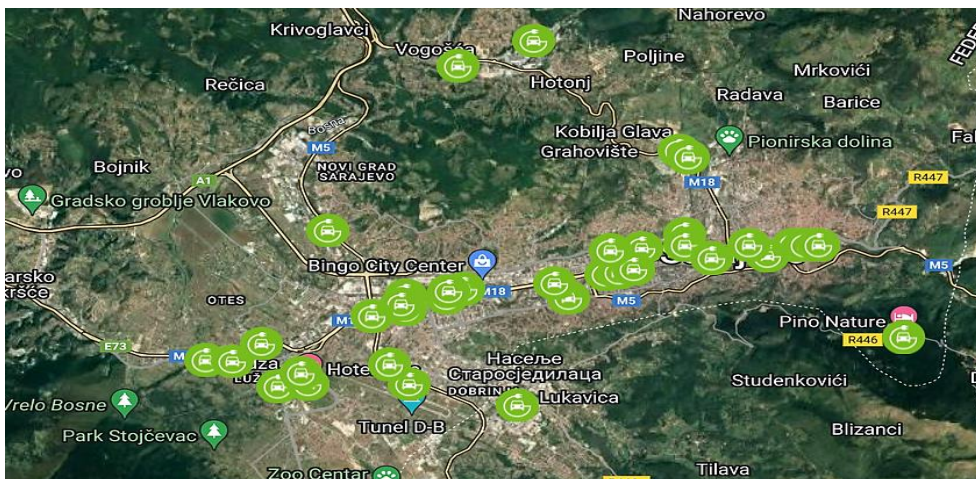 Krivoglavci
Nahorevo
Vogošća
Poljine
Mrkovići
Rečica
Hotonj
Radava
Barice
Bosna
M5
Kobilja Glava
Grahovište
Pionirska dolina
Bojnik
NOVI GRAD
SARAJEVO
A1
M18
R447
Gradsko groblje Vlakovo
R447
Bingo City Center
M5
OTES
M18
M5
Pino Nature
E73
R446
Насеље
Старосједилаца
Studenkovići
Vrelo Bosne
Lukavica
Tunel D-B
Blizanci
Park Stojčevac
Zoo Centar
Tilava